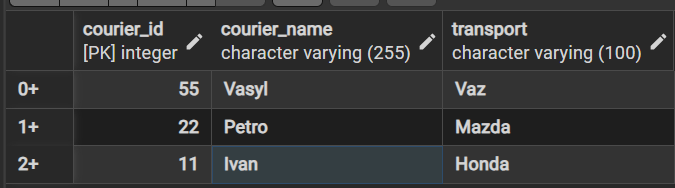 courier_id courier_name transport
[PK] integer character varying (255) character varying (100)
0+ 55 Vasyl Vaz
1+ 22 Petro Mazda
2+ 11 Ivan Honda